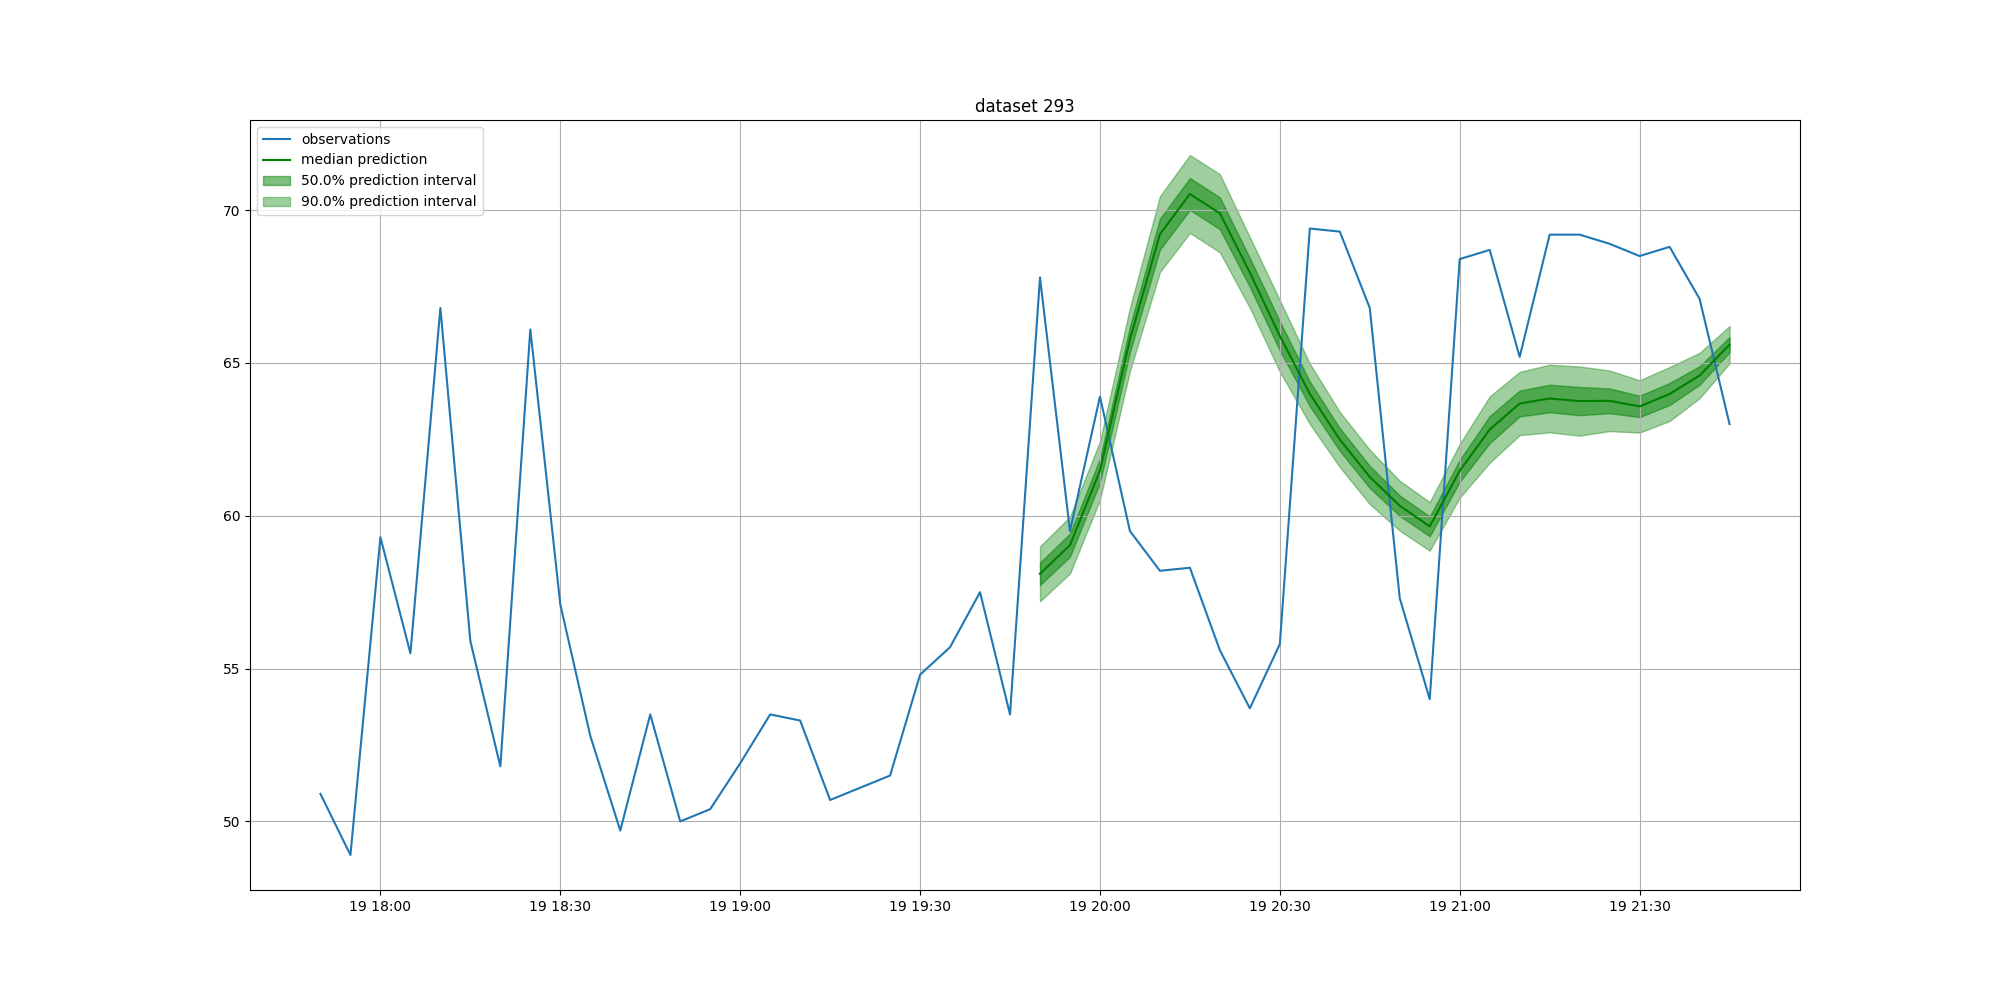 dataset 293
observations
median prediction
50.0% prediction interval
90.0% prediction interval
70
65
60
55
50
19 18:00
19 18:30
19 19:00
19 19:30
19 20:00
19 20:30
19 21:00
19 21:30